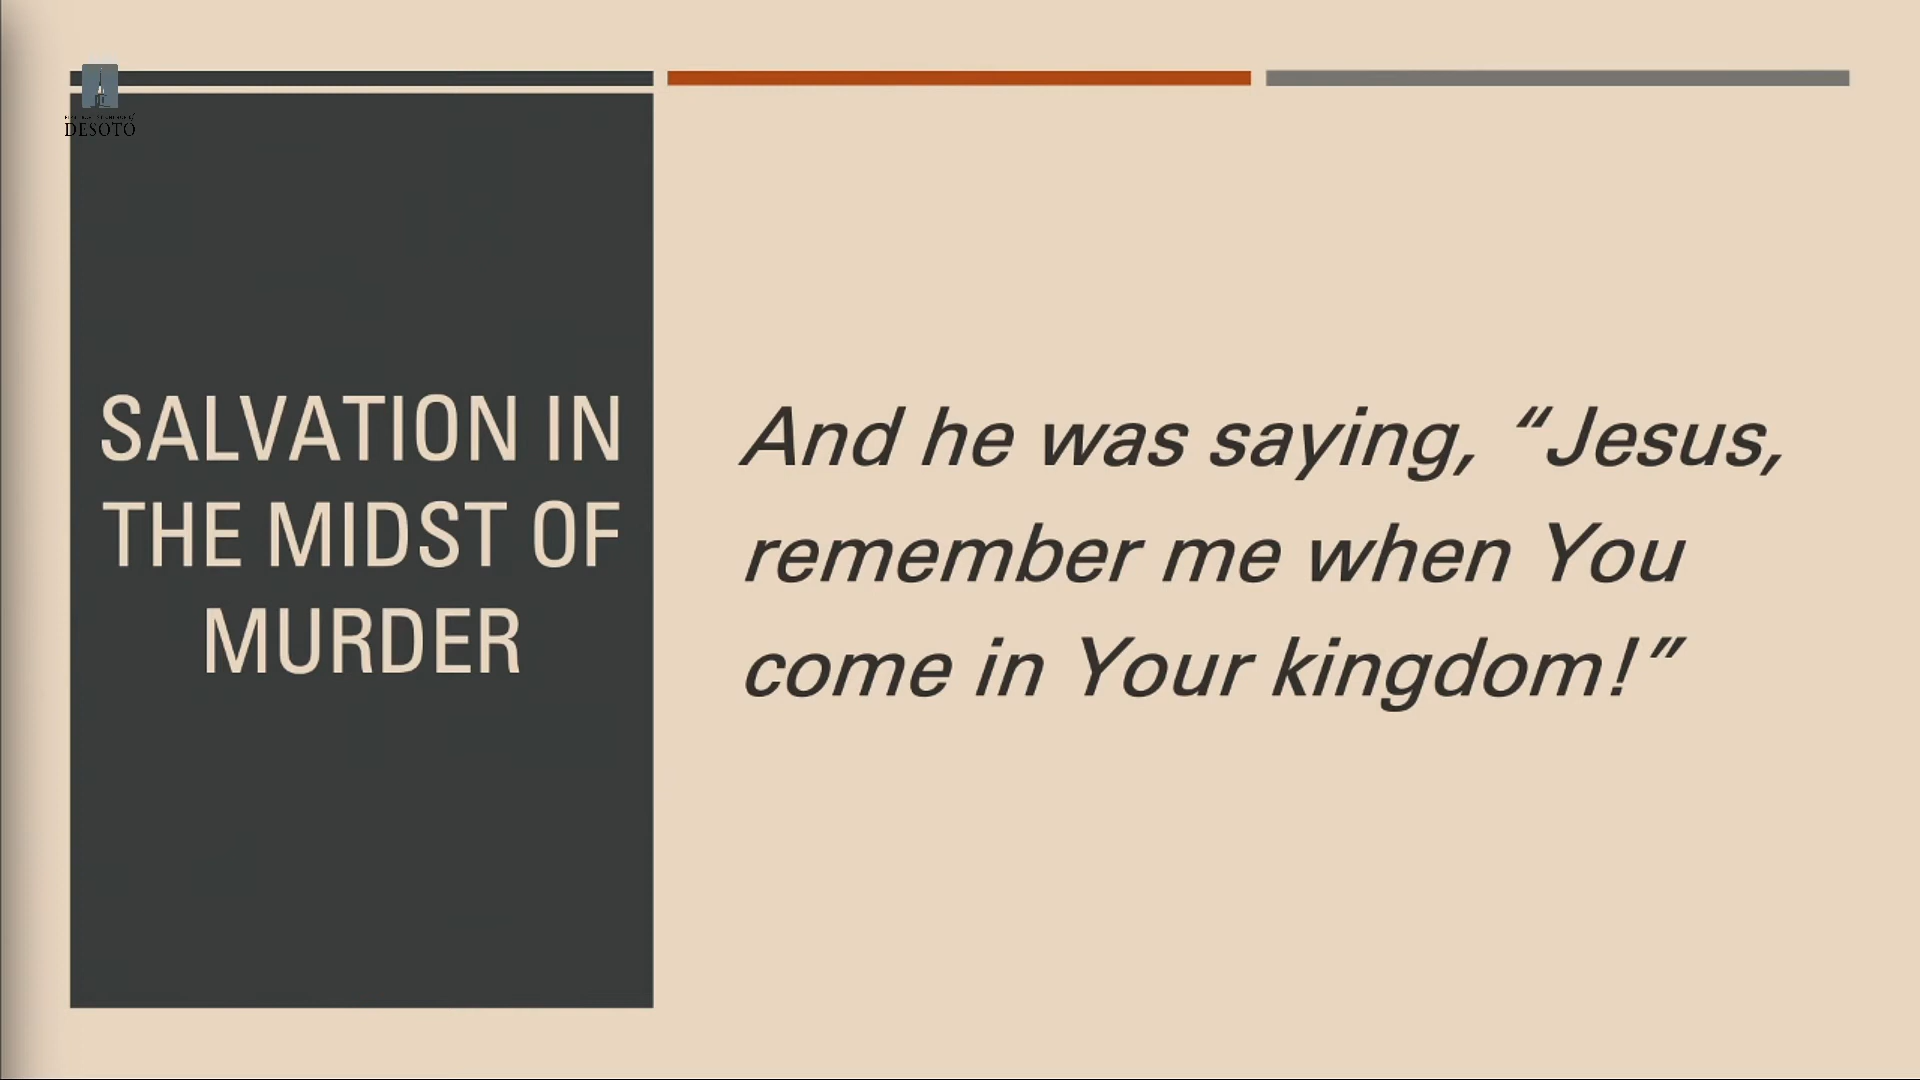 DESOTO
SALVATION IN
THE MIDST OF
MURDER
And he was saying, “Jesus,
remember me when You
come in Your kingdom!”